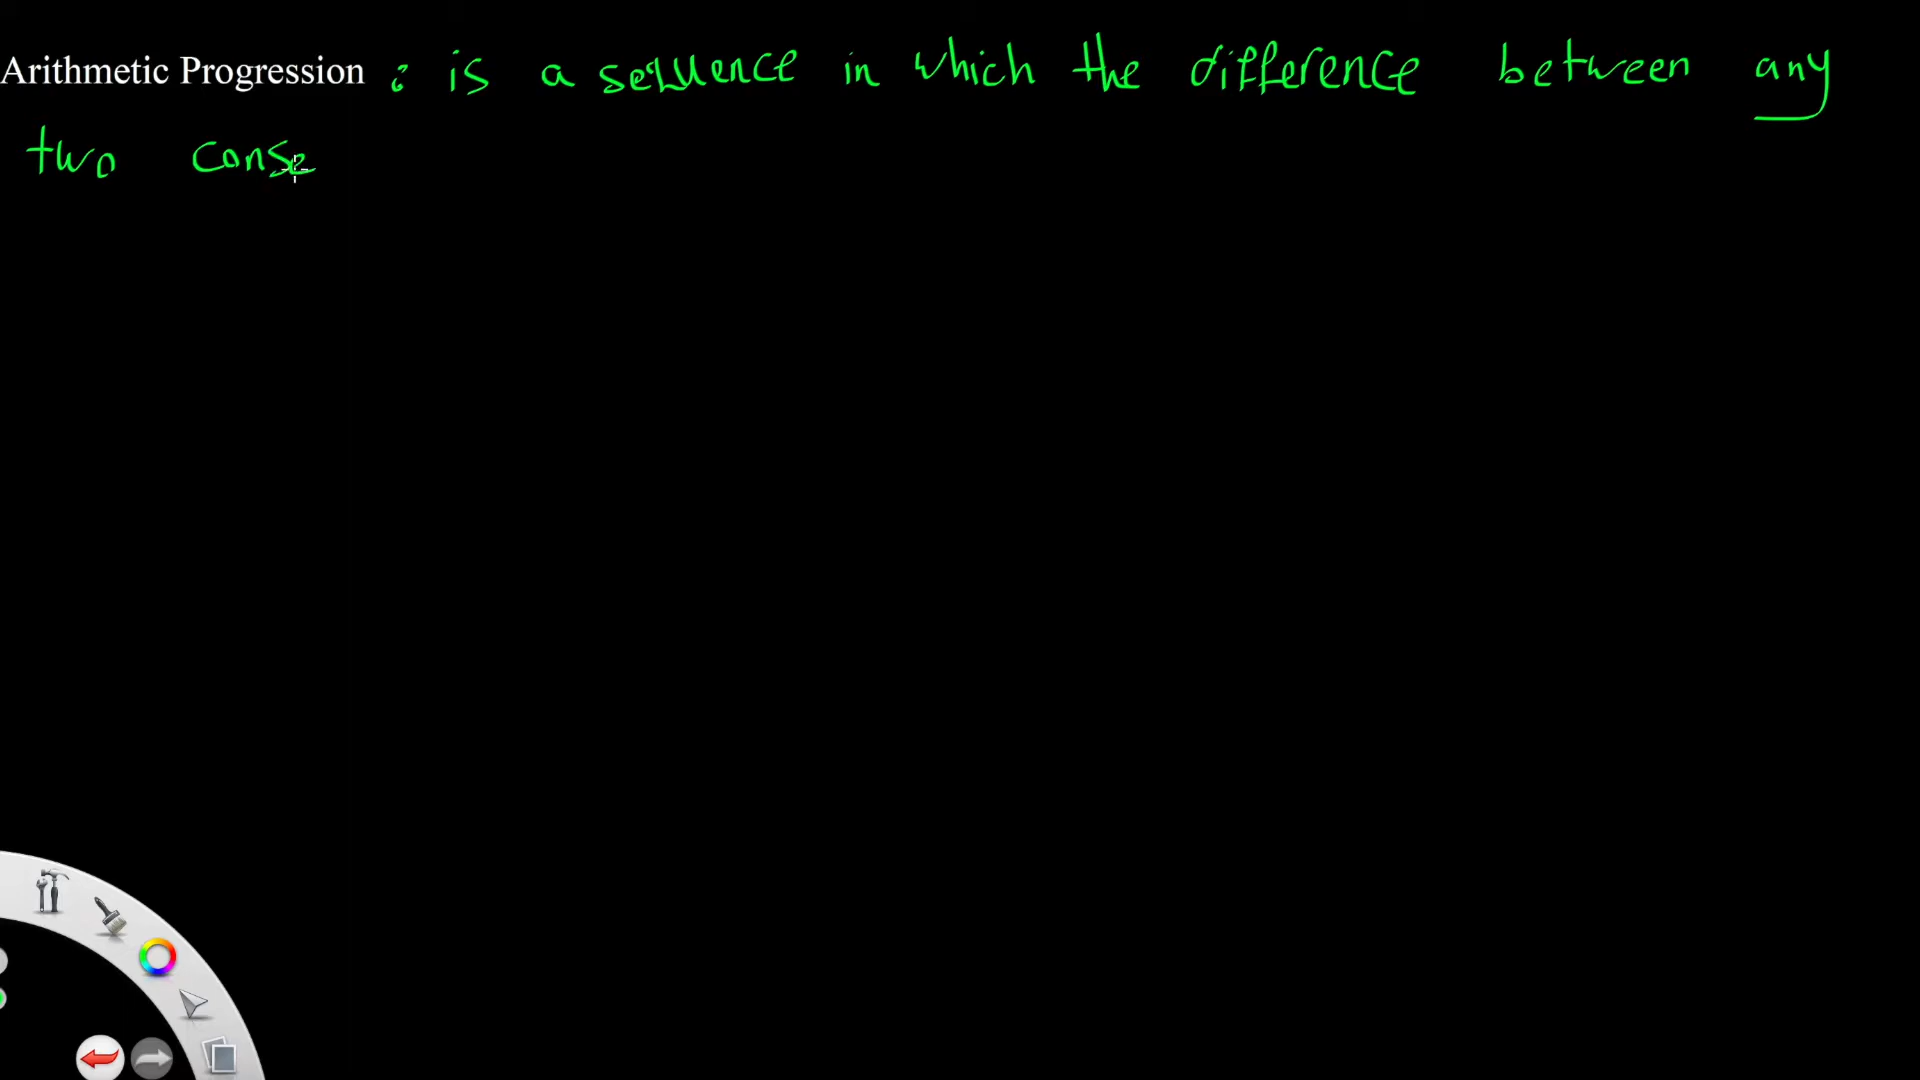 Arithmetic Progression : is a sequence in which the difference between any
two conse